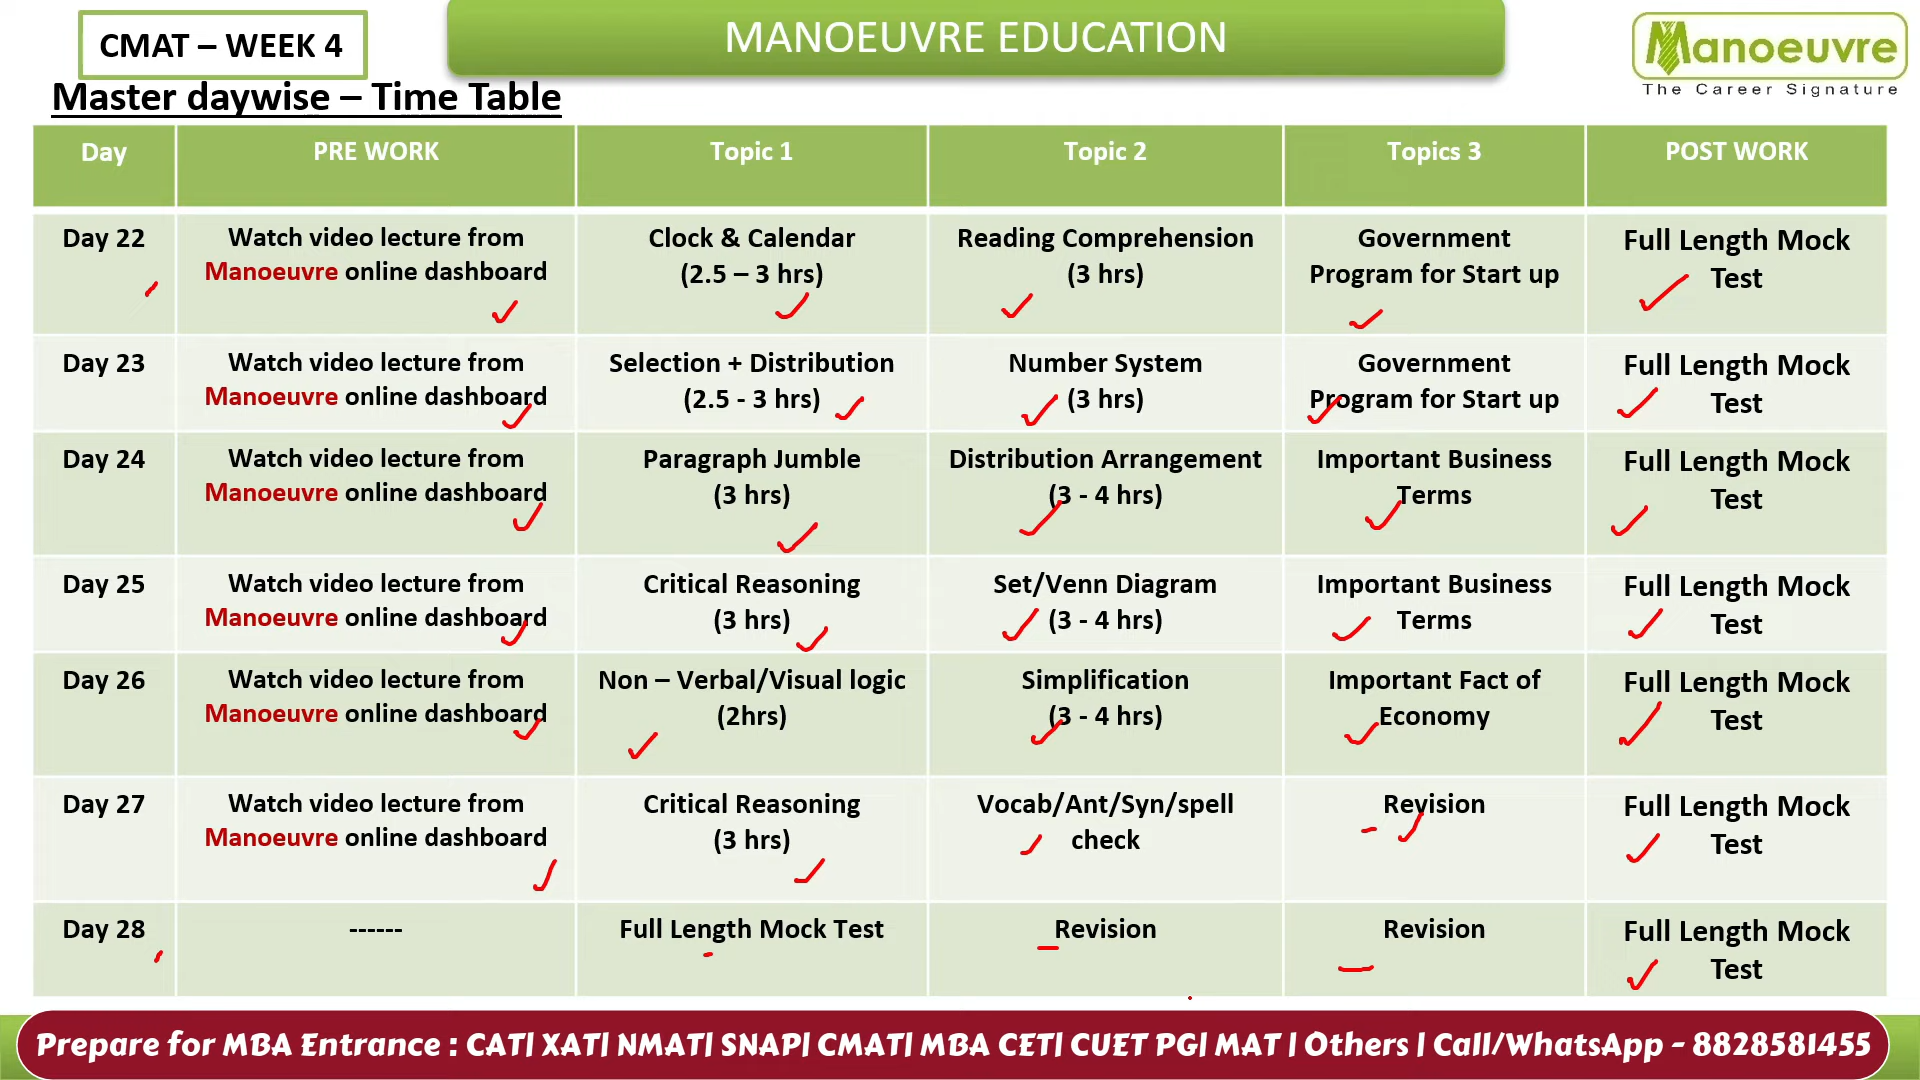 CMAT – WEEK 4
MANOEUVRE EDUCATION
Manoeuvre
The Career Signature
Master daywise – Time Table
Day
PRE WORK
Topic 1
Topic 2
Topics 3
POST WORK
Day 22
Watch video lecture from
Manoeuvre online dashboard
Clock & Calendar
(2.5 – 3 hrs)
Reading Comprehension
(3 hrs)
Government
Program for Start up
Full Length Mock
Test
Day 23
Watch video lecture from
Manoeuvre online dashboard
Selection + Distribution
(2.5 - 3 hrs)
Number System
(3 hrs)
Government
Program for Start up
Full Length Mock
Test
Day 24
Watch video lecture from
Manoeuvre online dashboard
Paragraph Jumble
(3 hrs)
Distribution Arrangement
(3 - 4 hrs)
Important Business
Terms
Full Length Mock
Test
Day 25
Watch video lecture from
Manoeuvre online dashboard
Critical Reasoning
(3 hrs)
Set/Venn Diagram
(3 - 4 hrs)
Important Business
Terms
Full Length Mock
Test
Day 26
Watch video lecture from
Manoeuvre online dashboard
Non – Verbal/Visual logic
(2hrs)
Simplification
(3 - 4 hrs)
Important Fact of
Economy
Full Length Mock
Test
Day 27
Watch video lecture from
Manoeuvre online dashboard
Critical Reasoning
(3 hrs)
Vocab/Ant/Syn/spell
check
Revision
Full Length Mock
Test
Day 28
------
Full Length Mock Test
Revision
Revision
Full Length Mock
Test
Prepare for MBA Entrance : CAT| XAT| NMAT| SNAP| CMAT| MBA CET| CUET PG| MAT | Others | Call/WhatsApp - 8828581455